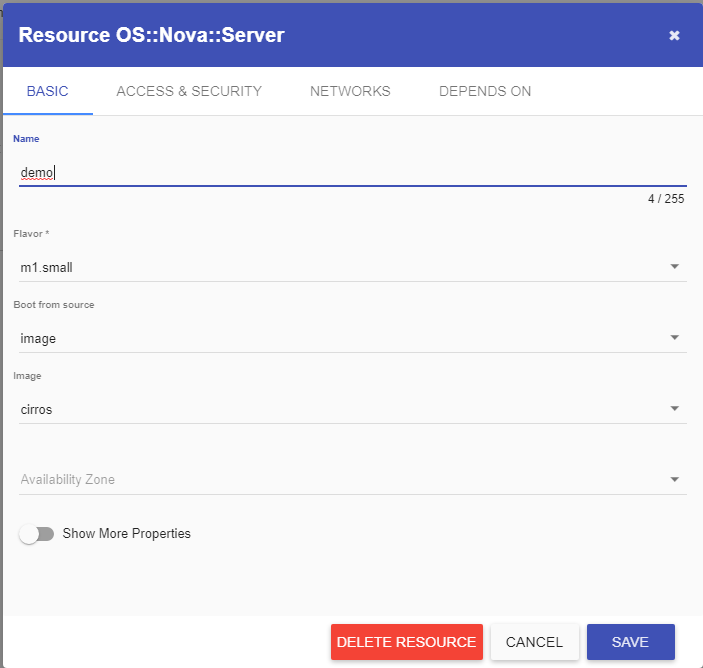 Resource OS::Nova::Server
BASIC ACCESS & SECURITY NETWORKS DEPENDS ON
Name
demo
4 / 255
Flavor *
m1.small
Boot from source
image
Image
cirros
Availability Zone
Show More Properties
DELETE RESOURCE CANCEL SAVE